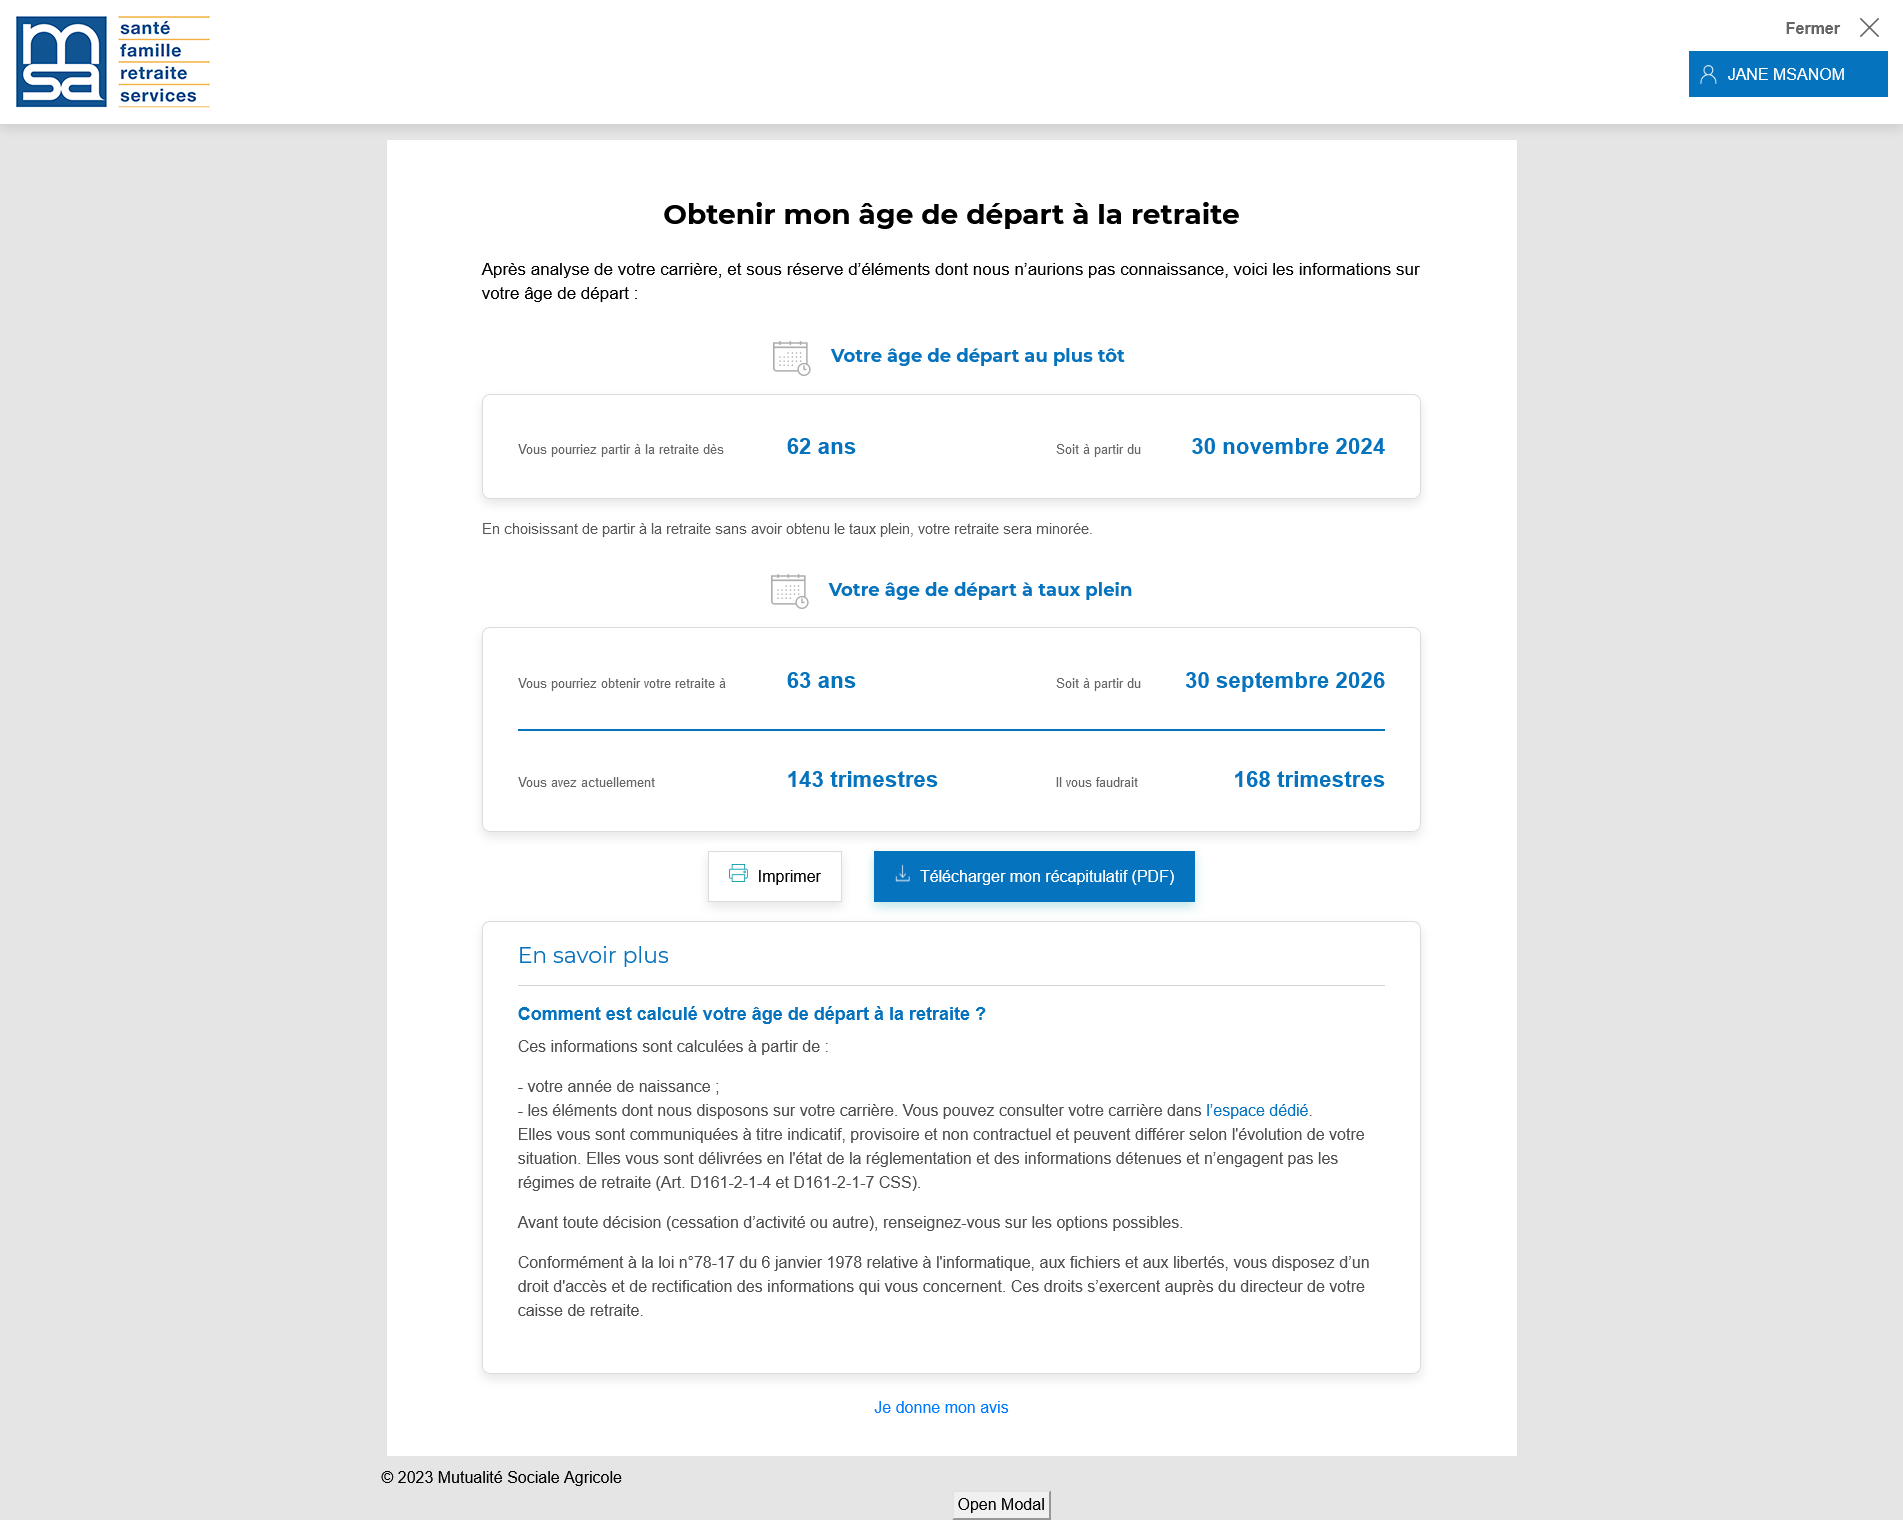 msa
santé
famille
retraite
services
Fermer
JANE MSANOM
Obtenir mon âge de départ à la retraite
Après analyse de votre carrière, et sous réserve d’éléments dont nous n’aurions pas connaissance, voici les informations sur
votre âge de départ :
Votre âge de départ au plus tôt
Vous pourriez partir à la retraite dès 62 ans Soit à partir du 30 novembre 2024
En choisissant de partir à la retraite sans avoir obtenu le taux plein, votre retraite sera minorée.
Votre âge de départ à taux plein
Vous pourriez obtenir votre retraite à 63 ans Soit à partir du 30 septembre 2026
Vous avez actuellement 143 trimestres Il vous faudrait 168 trimestres
Imprimer Télécharger mon récapitulatif (PDF)
En savoir plus
Comment est calculé votre âge de départ à la retraite ?
Ces informations sont calculées à partir de :
- votre année de naissance ;
- les éléments dont nous disposons sur votre carrière. Vous pouvez consulter votre carrière dans l’espace dédié.
Elles vous sont communiquées à titre indicatif, provisoire et non contractuel et peuvent différer selon l'évolution de votre
situation. Elles vous sont délivrées en l'état de la réglementation et des informations détenues et n’engagent pas les
régimes de retraite (Art. D161-2-1-4 et D161-2-1-7 CSS).
Avant toute décision (cessation d’activité ou autre), renseignez-vous sur les options possibles.
Conformément à la loi n°78-17 du 6 janvier 1978 relative à l'informatique, aux fichiers et aux libertés, vous disposez d’un
droit d'accès et de rectification des informations qui vous concernent. Ces droits s’exercent auprès du directeur de votre
caisse de retraite.
Je donne mon avis
© 2023 Mutualité Sociale Agricole
Open Modal